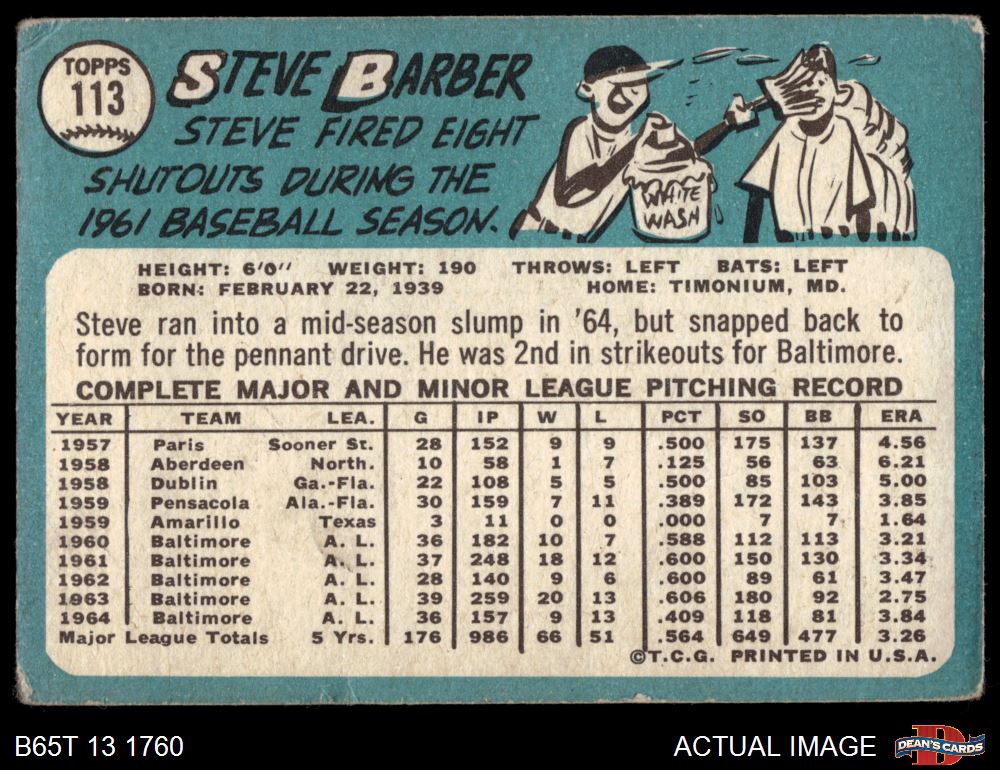 TOPPS
113
STEVE BARBER
STEVE FIRED EIGHT
SHUTOUTS DURING THE
1961 BASEBALL SEASON.
WHITE
WASH
HEIGHT: 6'0" WEIGHT: 190 THROWS: LEFT BATS: LEFT
BORN: FEBRUARY 22, 1939 HOME: TIMONIUM, MD.
Steve ran into a mid-season slump in '64, but snapped back to
form for the pennant drive. He was 2nd in strikeouts for Baltimore.
COMPLETE MAJOR AND MINOR LEAGUE PITCHING RECORD
YEAR TEAM LEA. G IP W L PCT SO BB ERA
1957 Paris Sooner St. 28 152 9 9 .500 175 137 4.56
1958 Aberdeen North. 10 58 1 7 .125 56 63 6.21
1958 Dublin Ga.-Fla. 22 108 5 5 .500 85 103 5.00
1959 Pensacola Ala.-Fla. 30 159 7 11 .389 172 143 3.85
1959 Amarillo Texas 3 11 0 0 .000 7 7 1.64
1960 Baltimore A. L. 36 182 10 7 .588 112 113 3.21
1961 Baltimore A. L. 37 248 18 12 .600 150 130 3.34
1962 Baltimore A. L. 28 140 9 6 .600 89 61 3.47
1963 Baltimore A. L. 39 259 20 13 .606 180 92 2.75
1964 Baltimore A. L. 36 157 9 13 .409 118 81 3.84
Major League Totals 5 Yrs. 176 986 66 51 .564 649 477 3.26
©T.C.G. PRINTED IN U.S.A.
B65T 13 1760 ACTUAL IMAGE DEAN'S CARDS